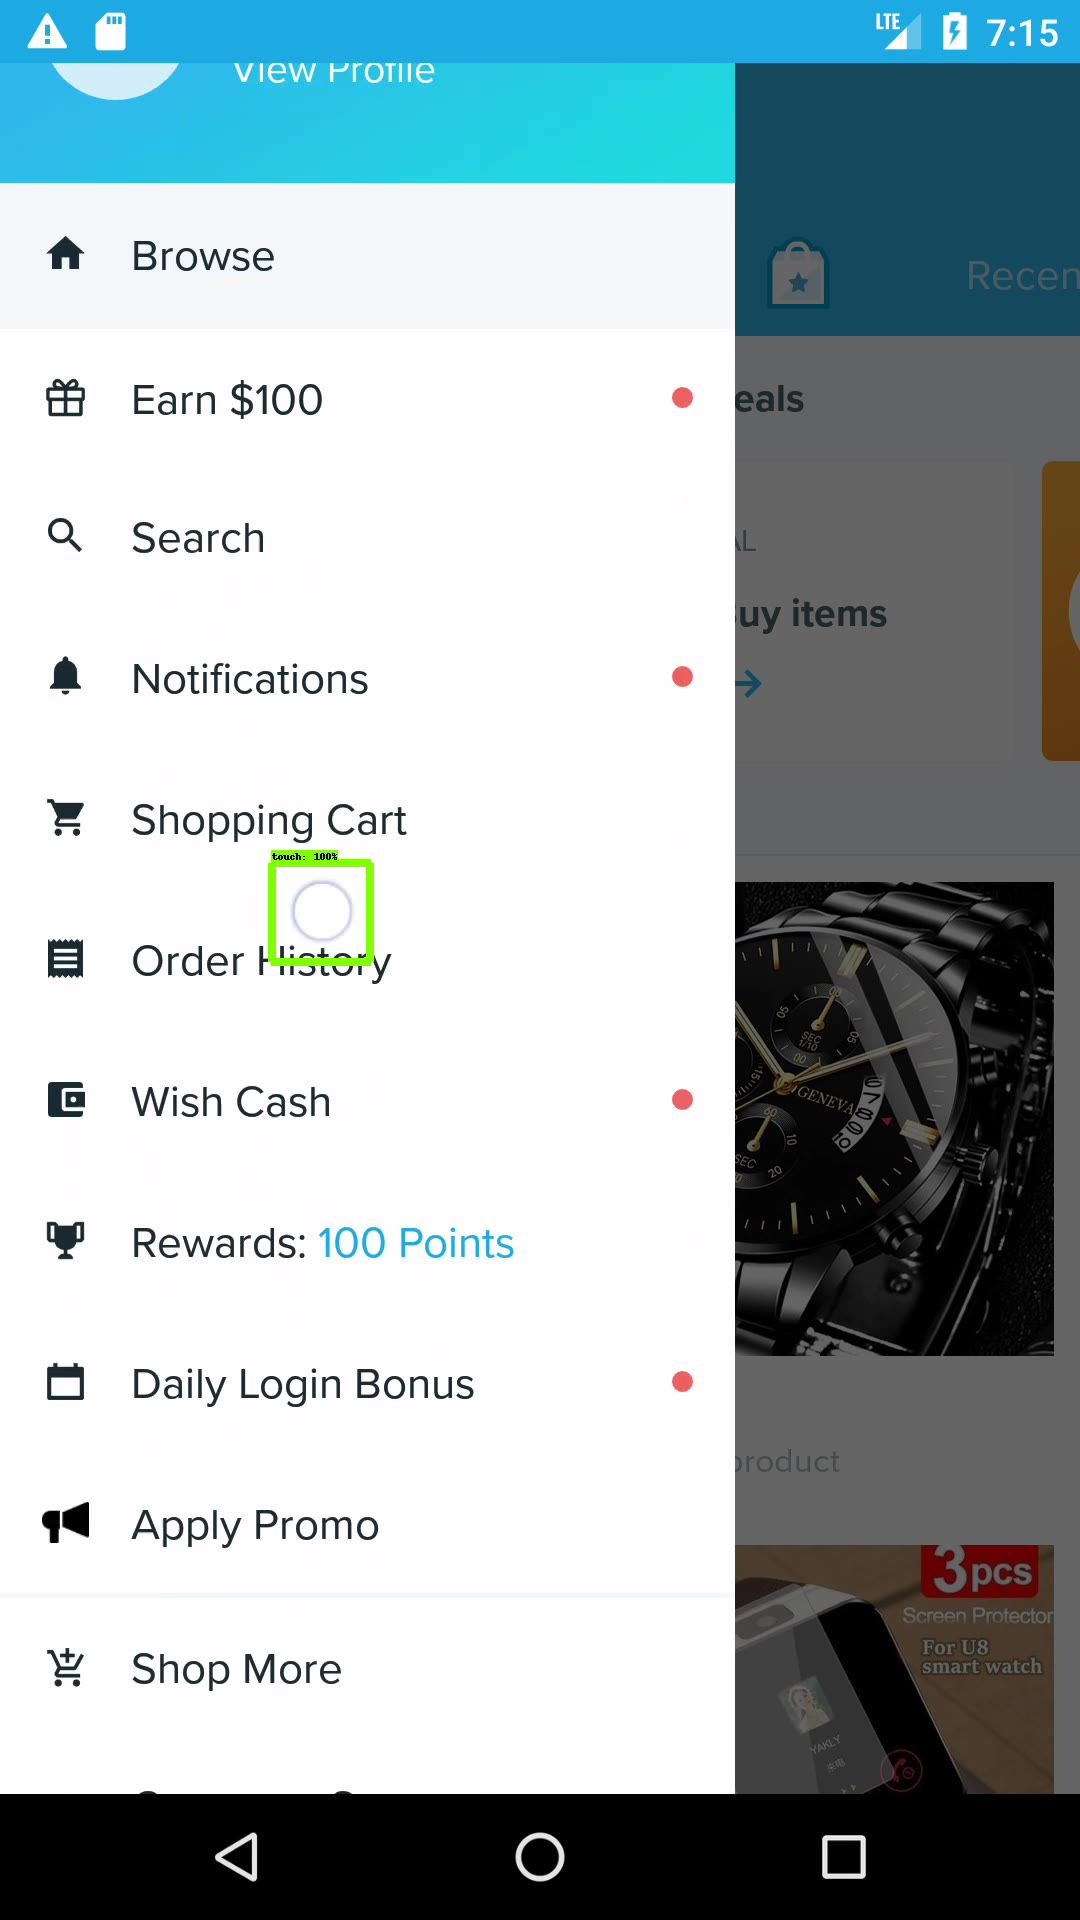 LTE 7:15
View Profile
Browse
Recen
Earn $100
eals
Search
AL
Buy items
Notifications
Shopping Cart
touch: 100%
Order History
Wish Cash
GENEVA
Rewards: 100 Points
Daily Login Bonus
product
Apply Promo
3pcs
Screen Protector
For U8
smart watch
Shop More
YAKLY